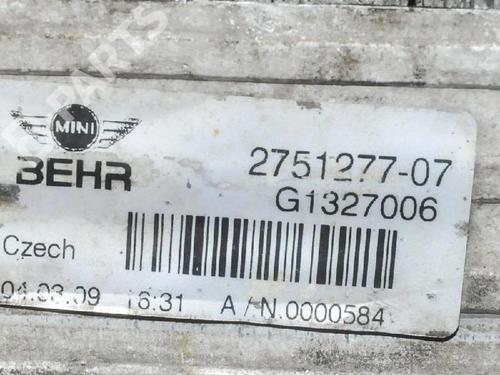 MINI
BEHR
2751277-07
G1327006
Czech
04.03.09 16:31 A / N.0000584